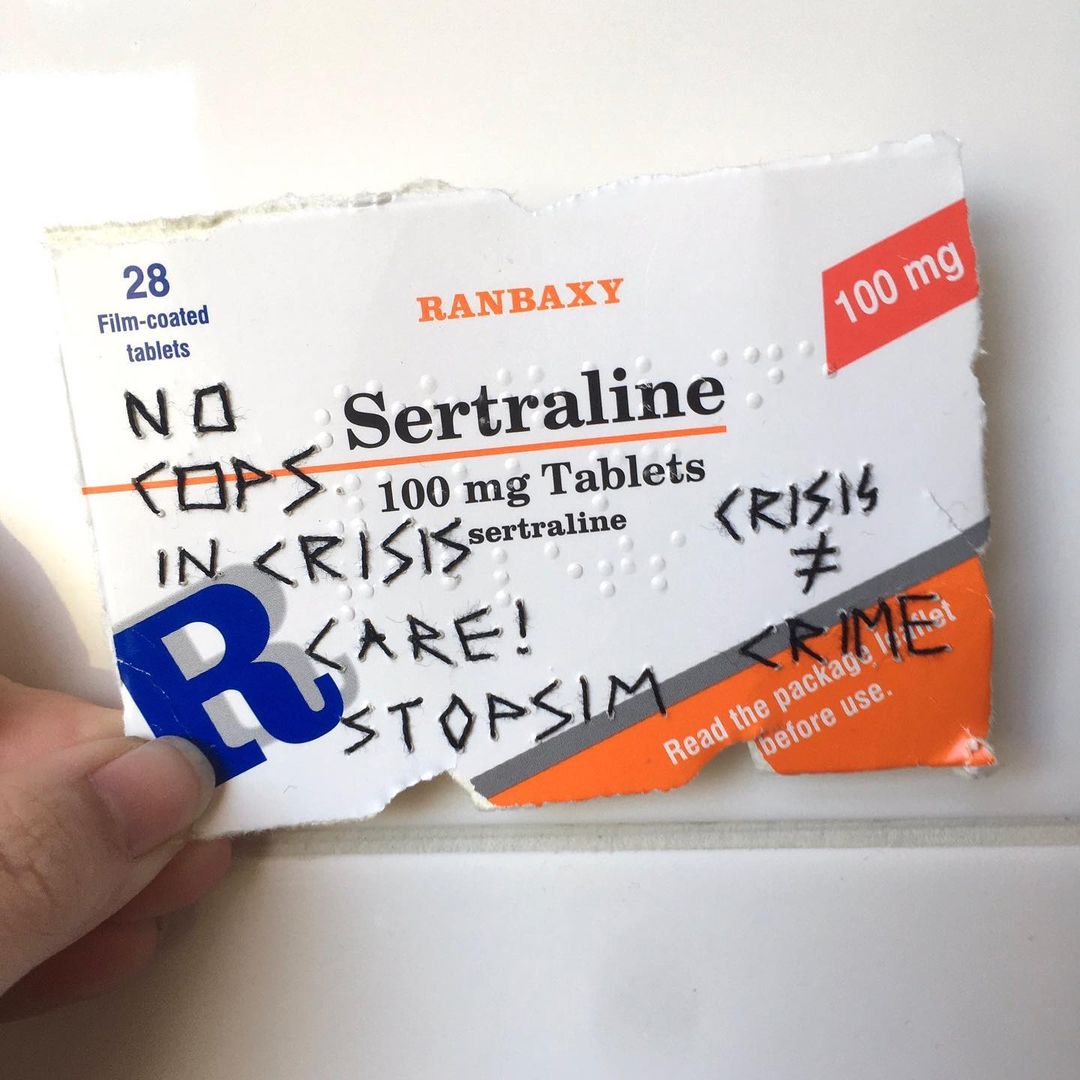 28
Film-coated
tablets
RANBAXY
100 mg
Sertraline
100 mg Tablets
sertraline
NO
COPS
IN CRISIS
CARE!
STOPSIM
CRISIS
≠
CRIME
R
Read the package leaflet
before use.